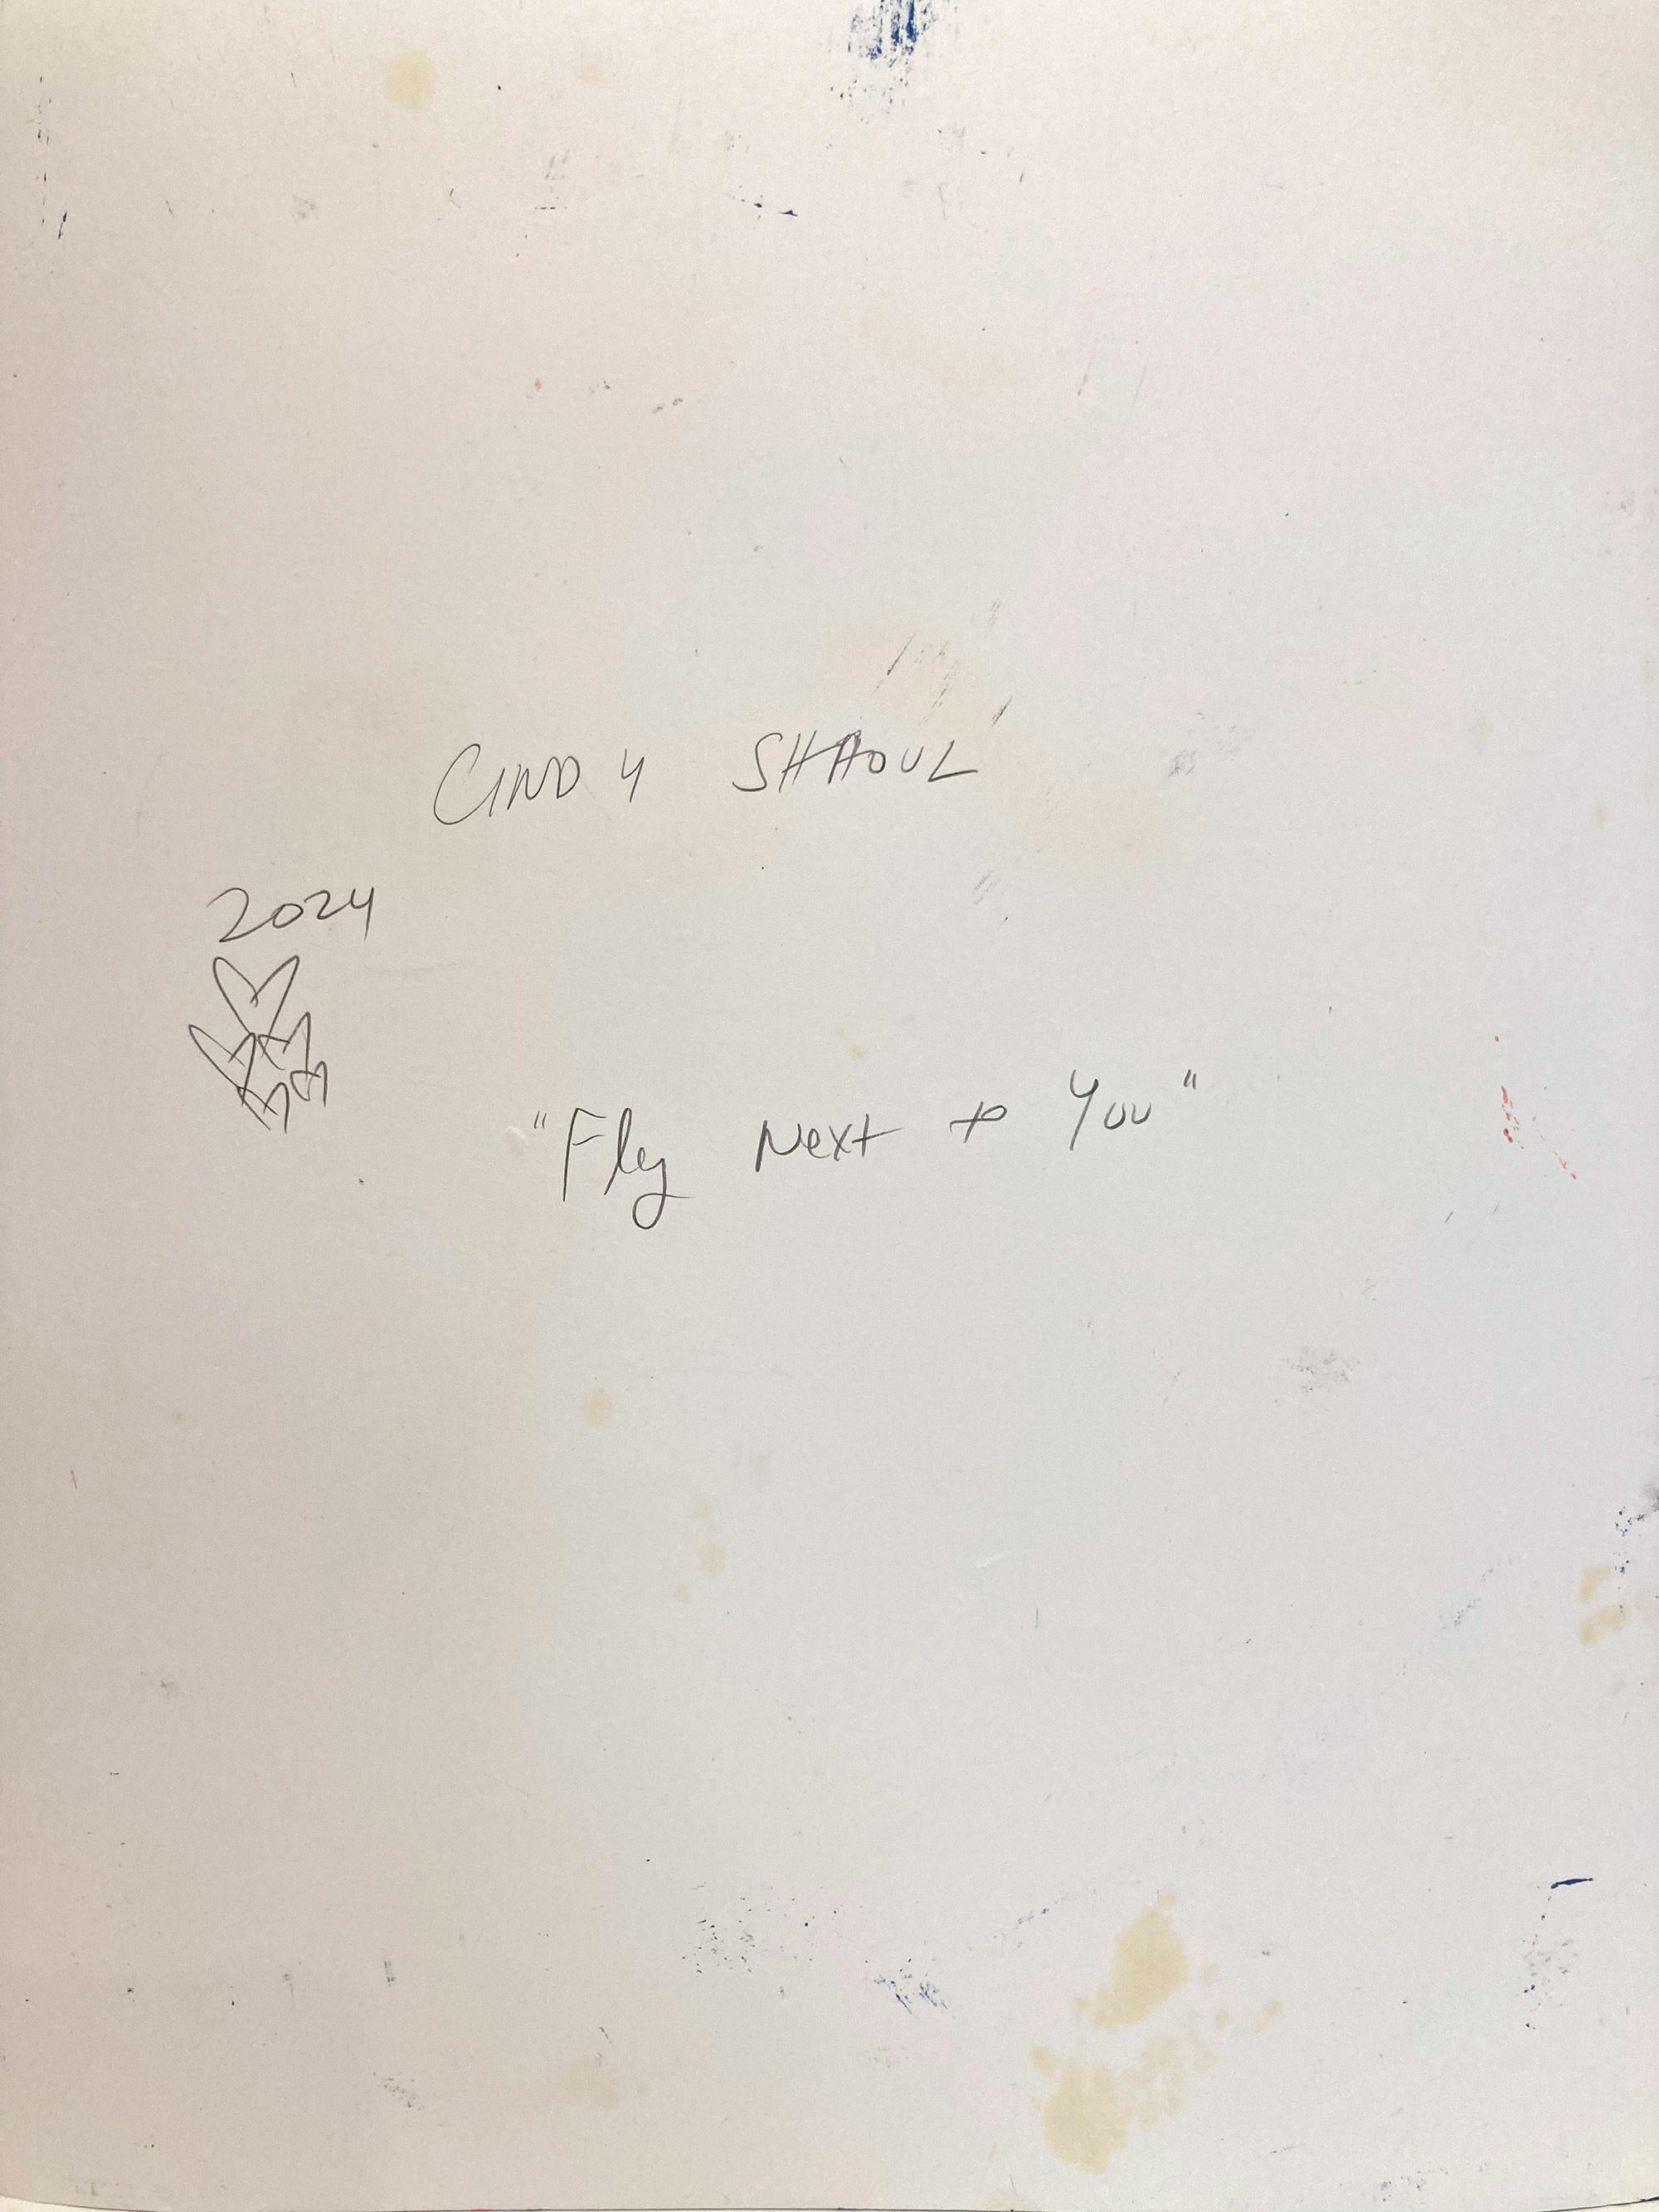 CINDY SHAOUL
2024
"Fly Next to You"